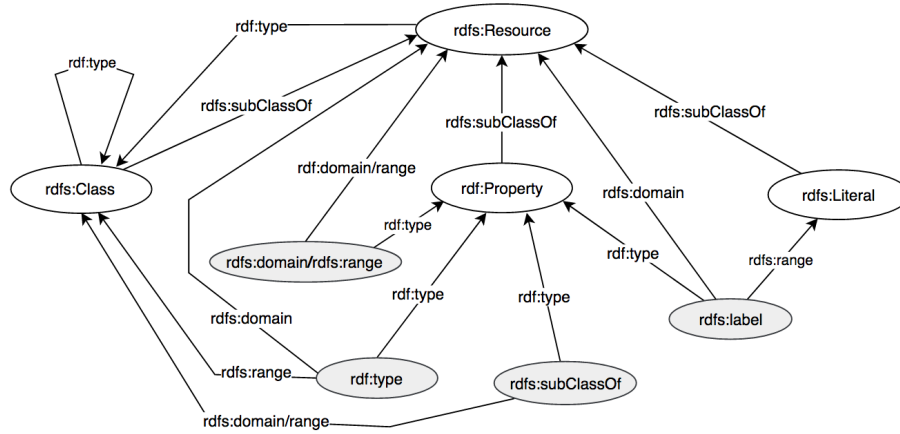 rdf:type
rdfs:Resource
rdf:type
rdfs:subClassOf
rdfs:subClassOf
rdfs:subClassOf
rdf:domain/range
rdfs:Class
rdf:Property
rdfs:domain
rdfs:Literal
rdf:type
rdfs:domain/rdfs:range
rdf:type
rdfs:range
rdf:type
rdf:type
rdfs:domain
rdfs:label
rdfs:range
rdf:type
rdfs:subClassOf
rdfs:domain/range